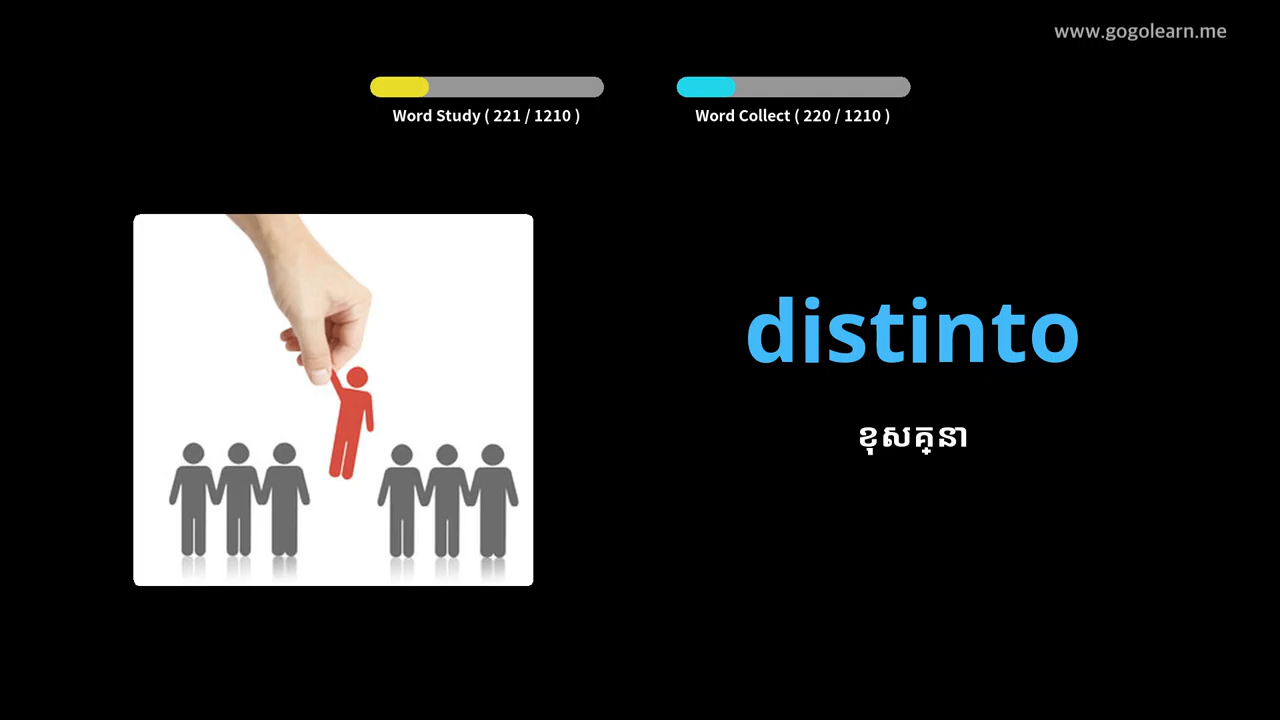 www.gogolearn.me
Word Study ( 221 / 1210 )
Word Collect ( 220 / 1210 )
distinto
ខុសគ្នា